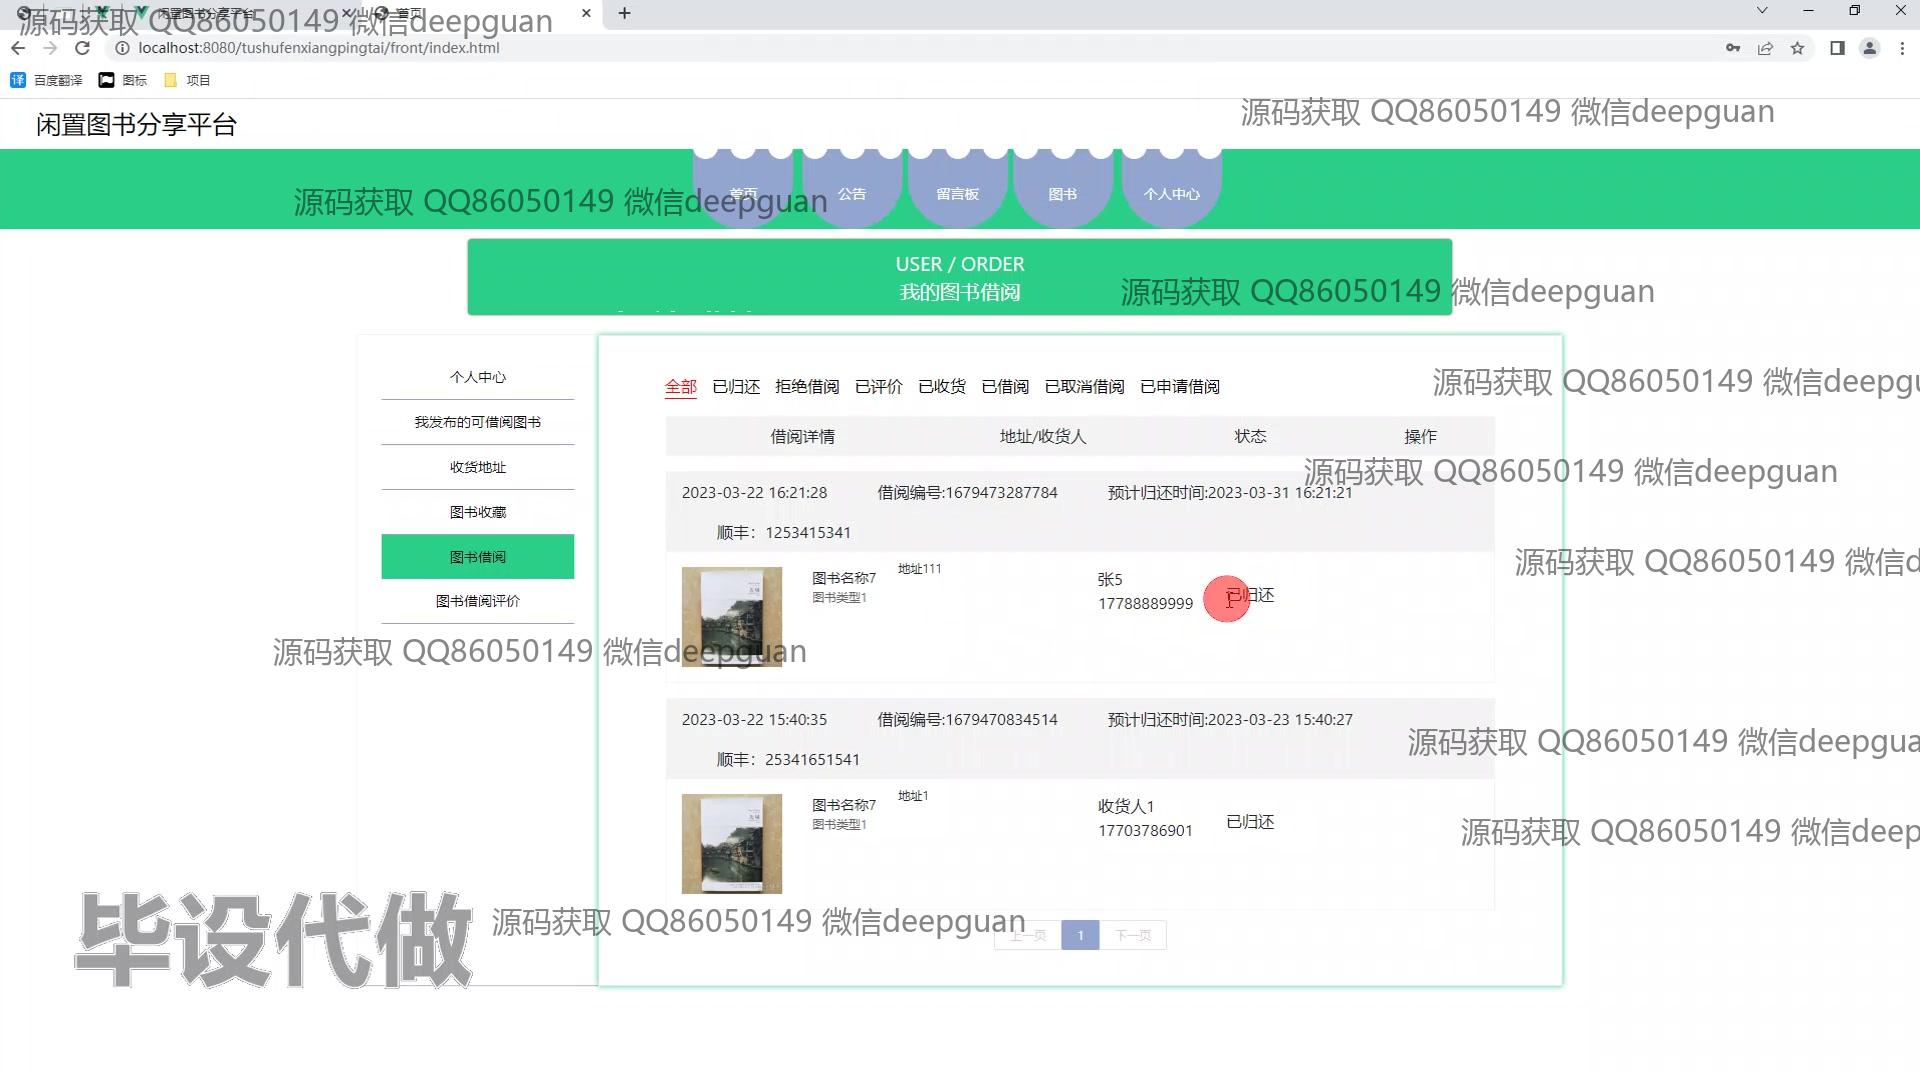 闲置图书分享平台
首页
源码获取 QQ86050149 微信deepguan
localhost:8080/tushufenxiangpingtai/front/index.html
百度翻译 图标 项目
闲置图书分享平台
源码获取 QQ86050149 微信deepguan
首页 公告 留言板 图书 个人中心
源码获取 QQ86050149 微信deepguan
USER / ORDER
我的图书借阅
源码获取 QQ86050149 微信deepguan
个人中心
我发布的可借阅图书
收货地址
图书收藏
图书借阅
图书借阅评价
全部 已归还 拒绝借阅 已评价 已收货 已借阅 已取消借阅 已申请借阅
源码获取 QQ86050149 微信deepgu
借阅详情 地址/收货人 状态 操作
源码获取 QQ86050149 微信deepguan
2023-03-22 16:21:28 借阅编号:1679473287784 预计归还时间:2023-03-31 16:21:21
顺丰：1253415341
源码获取 QQ86050149 微信d
图书名称7 地址111 张5 已归还
图书类型1 17788889999
源码获取 QQ86050149 微信deepguan
2023-03-22 15:40:35 借阅编号:1679470834514 预计归还时间:2023-03-23 15:40:27
源码获取 QQ86050149 微信deepgua
顺丰：25341651541
图书名称7 地址1 收货人1 已归还
图书类型1 17703786901
源码获取 QQ86050149 微信deep
源码获取 QQ86050149 微信deepguan
上一页 1 下一页
毕设代做